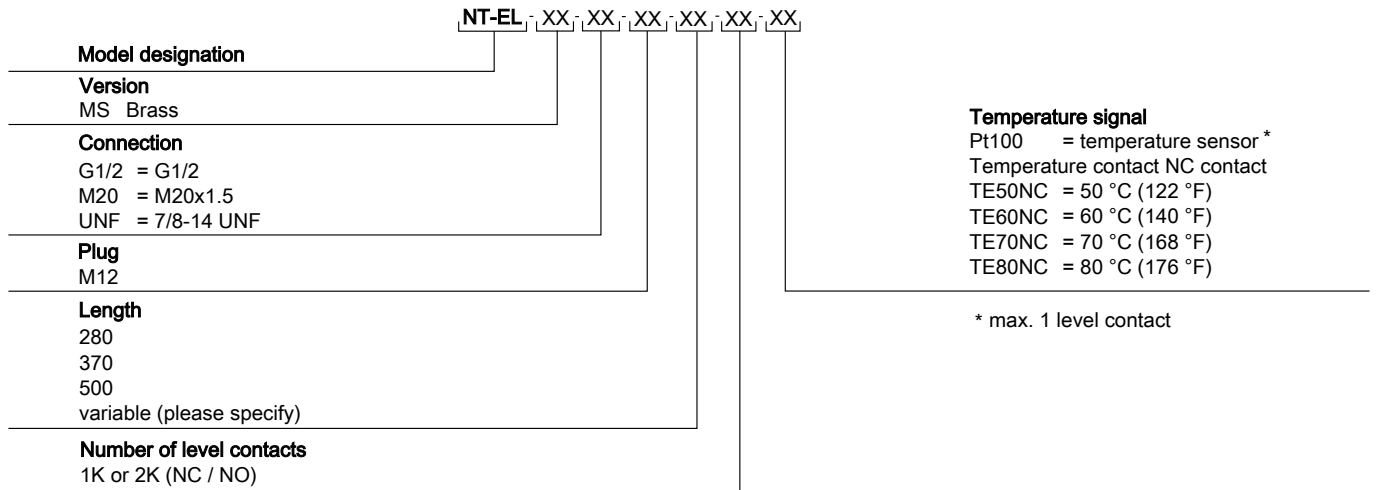 NT-EL - XX - XX - XX - XX - XX - XX
Model designation
Version
MS Brass
Connection
G1/2 = G1/2
M20 = M20x1.5
UNF = 7/8-14 UNF
Plug
M12
Length
280
370
500
variable (please specify)
Number of level contacts
1K or 2K (NC / NO)
Temperature signal
Pt100 = temperature sensor *
Temperature contact NC contact
TE50NC = 50 °C (122 °F)
TE60NC = 60 °C (140 °F)
TE70NC = 70 °C (168 °F)
TE80NC = 80 °C (176 °F)
* max. 1 level contact